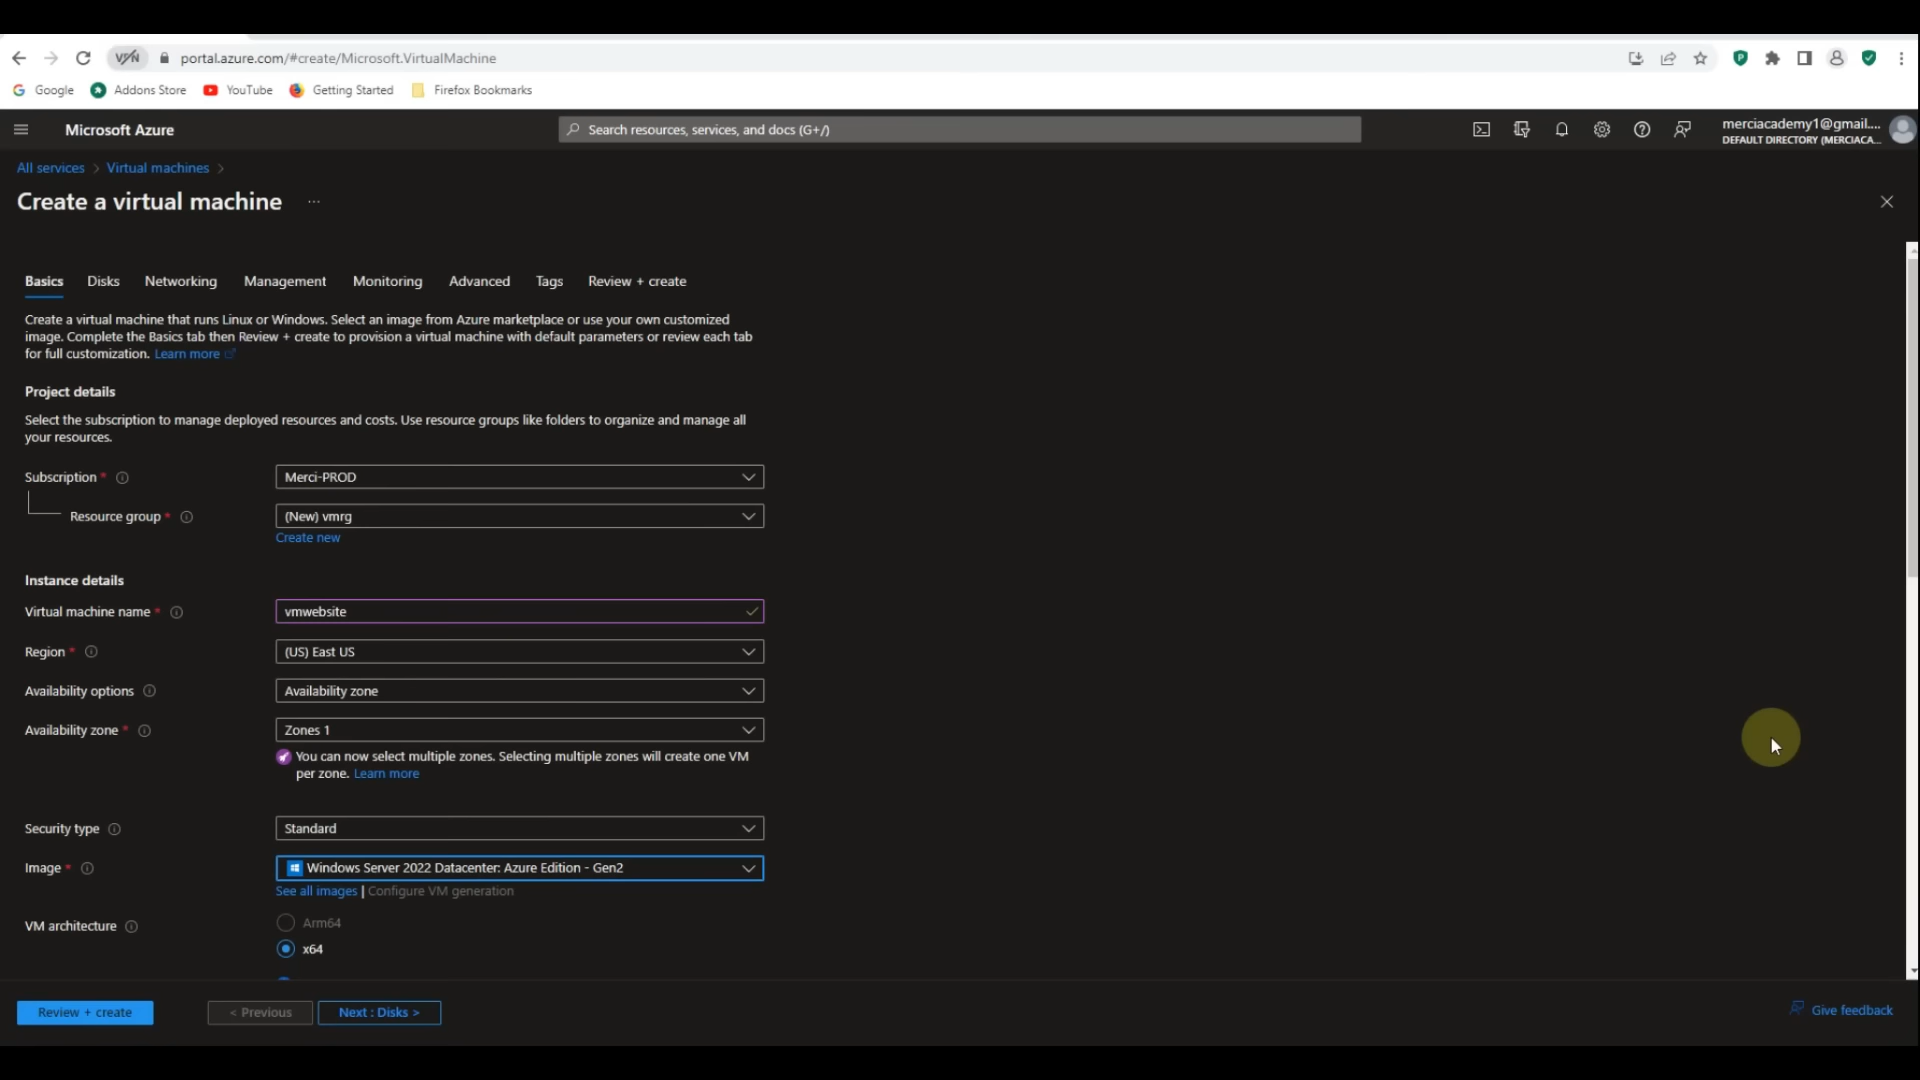 VPN
portal.azure.com/#create/Microsoft.VirtualMachine
Google
Addons Store
YouTube
Getting Started
Firefox Bookmarks
Microsoft Azure
Search resources, services, and docs (G+/)
merciacademy1@gmail....
DEFAULT DIRECTORY (MERCIACA...
All services > Virtual machines >
Create a virtual machine ...
Basics
Disks
Networking
Management
Monitoring
Advanced
Tags
Review + create
Create a virtual machine that runs Linux or Windows. Select an image from Azure marketplace or use your own customized
image. Complete the Basics tab then Review + create to provision a virtual machine with default parameters or review each tab
for full customization. Learn more
Project details
Select the subscription to manage deployed resources and costs. Use resource groups like folders to organize and manage all
your resources.
Subscription *
Merci-PROD
Resource group *
(New) vmrg
Create new
Instance details
Virtual machine name *
vmwebsite
Region *
(US) East US
Availability options
Availability zone
Availability zone *
Zones 1
You can now select multiple zones. Selecting multiple zones will create one VM
per zone. Learn more
Security type
Standard
Image *
Windows Server 2022 Datacenter: Azure Edition - Gen2
See all images | Configure VM generation
VM architecture
Arm64
x64
Review + create
< Previous
Next : Disks >
Give feedback